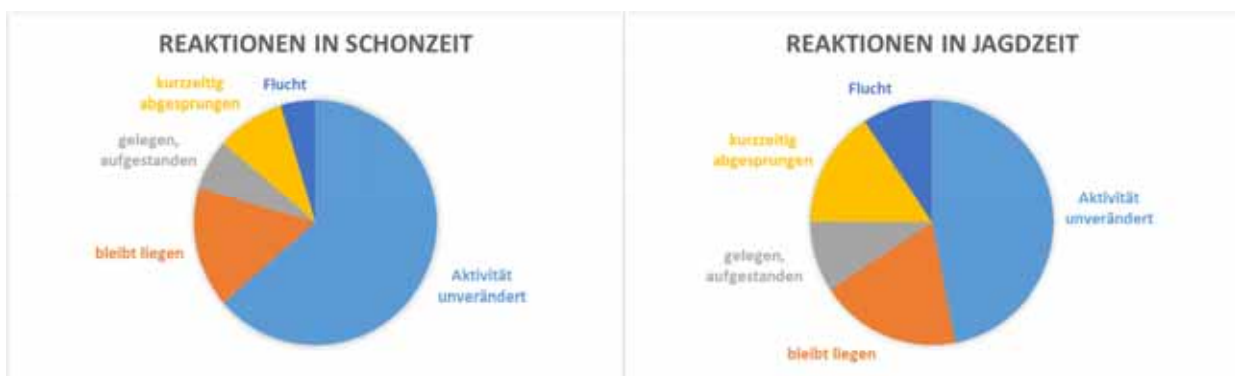 REAKTIONEN IN SCHONZEIT
kurzzeitig
abgesprungen
Flucht
gelegen,
aufgestanden
bleibt liegen
Aktivität
unverändert
REAKTIONEN IN JAGDZEIT
Flucht
kurzzeitig
abgesprungen
Aktivität
unverändert
gelegen,
aufgestanden
bleibt liegen